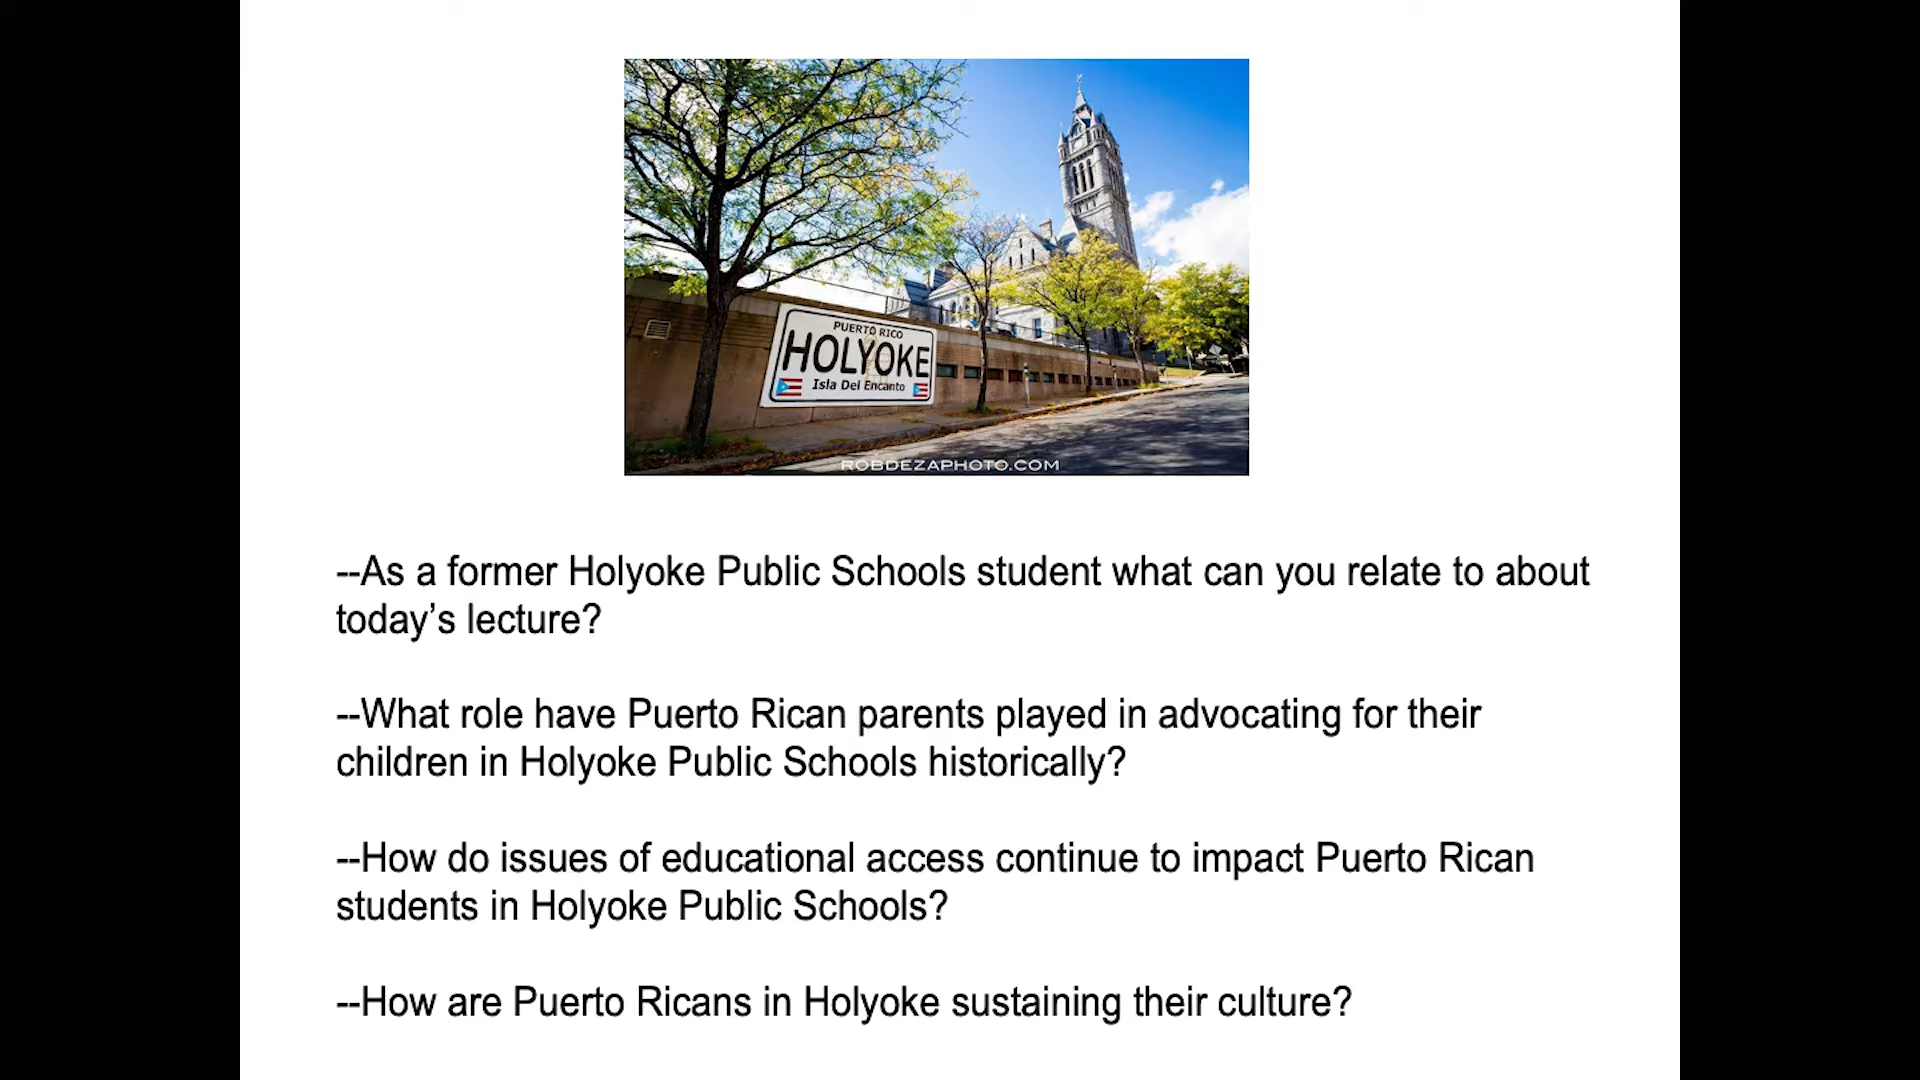 PUERTO RICO
HOLYOKE
Isla Del Encanto
ROBDEZAPHOTO.COM
--As a former Holyoke Public Schools student what can you relate to about
today’s lecture?
--What role have Puerto Rican parents played in advocating for their
children in Holyoke Public Schools historically?
--How do issues of educational access continue to impact Puerto Rican
students in Holyoke Public Schools?
--How are Puerto Ricans in Holyoke sustaining their culture?